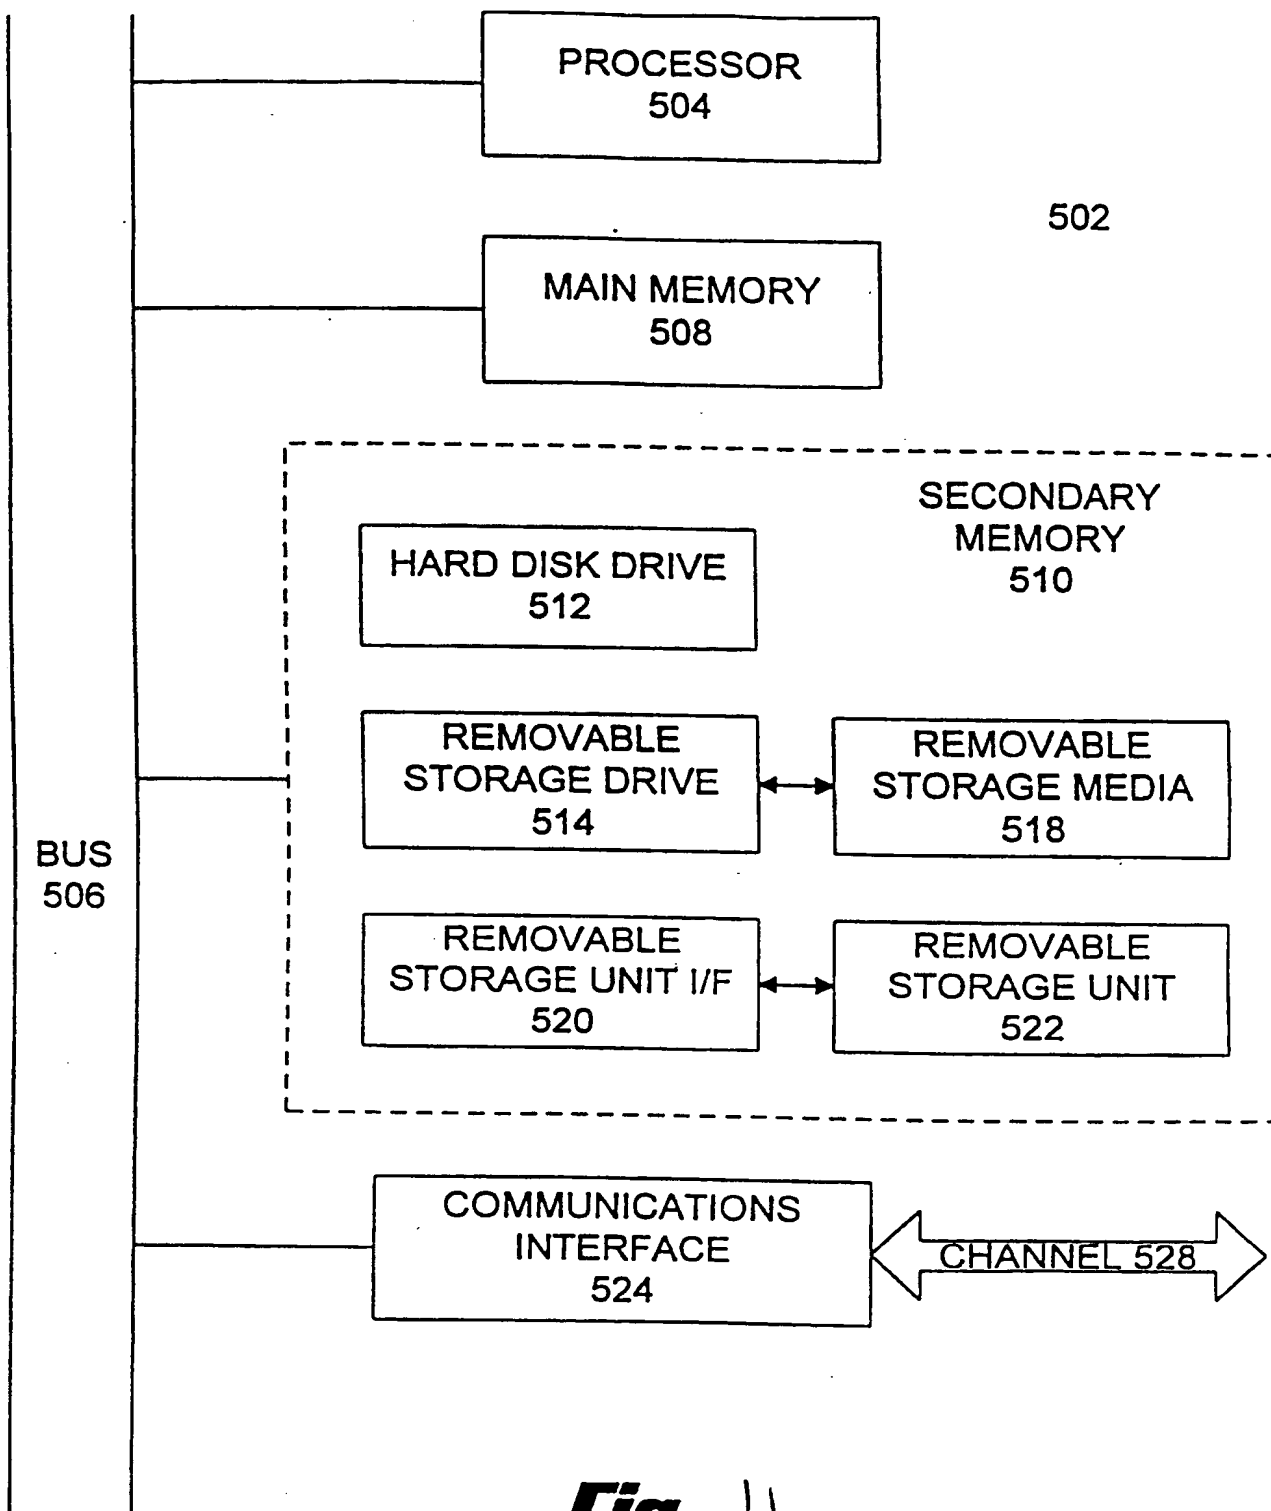 PROCESSOR
504
502
MAIN MEMORY
508
SECONDARY
MEMORY
510
HARD DISK DRIVE
512
REMOVABLE
STORAGE DRIVE
514
REMOVABLE
STORAGE MEDIA
518
BUS
506
REMOVABLE
STORAGE UNIT I/F
520
REMOVABLE
STORAGE UNIT
522
COMMUNICATIONS
INTERFACE
524
CHANNEL 528
Fig